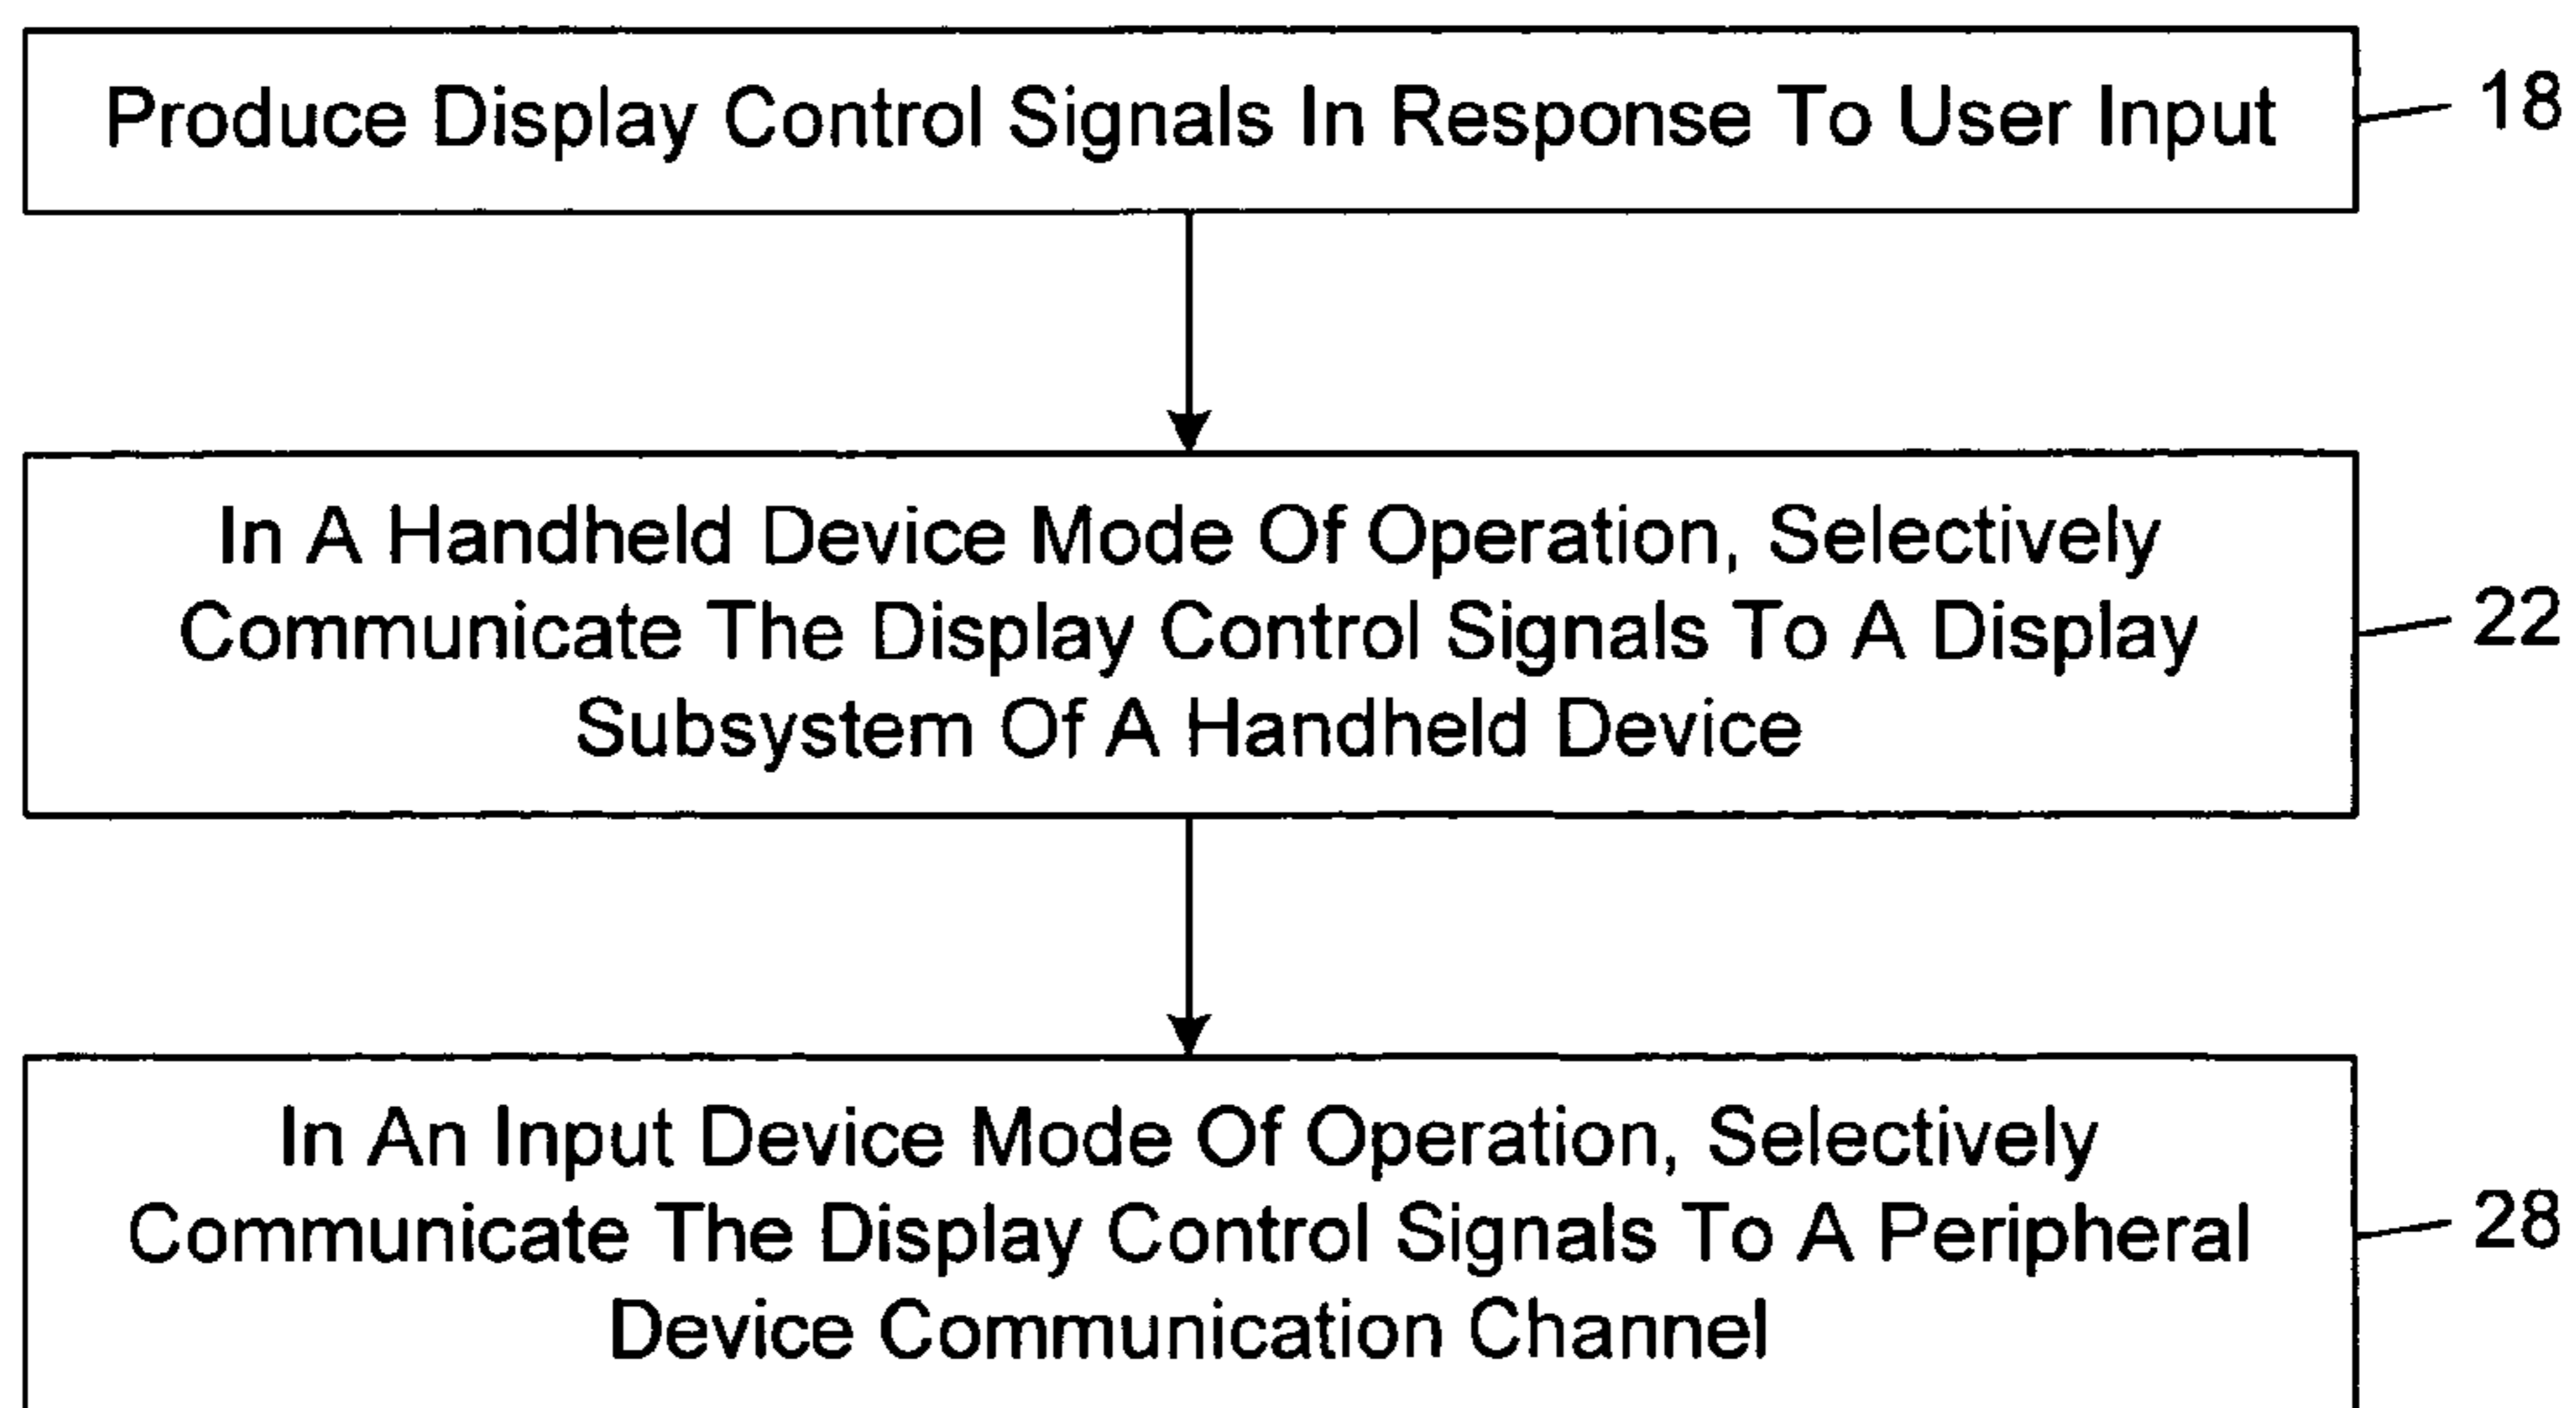 Produce Display Control Signals In Response To User Input
18
In A Handheld Device Mode Of Operation, Selectively
Communicate The Display Control Signals To A Display
Subsystem Of A Handheld Device
22
In An Input Device Mode Of Operation, Selectively
Communicate The Display Control Signals To A Peripheral
Device Communication Channel
28